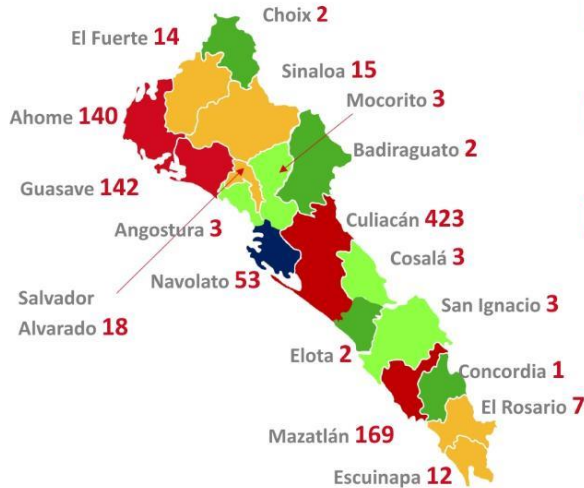 Choix 2
El Fuerte 14
Sinaloa 15
Mocorito 3
Ahome 140
Badiraguato 2
Guasave 142
Culiacán 423
Angostura 3
Cosalá 3
Navolato 53
Salvador
Alvarado 18
San Ignacio 3
Elota 2
Concordia 1
El Rosario 7
Mazatlán 169
Escuinapa 12